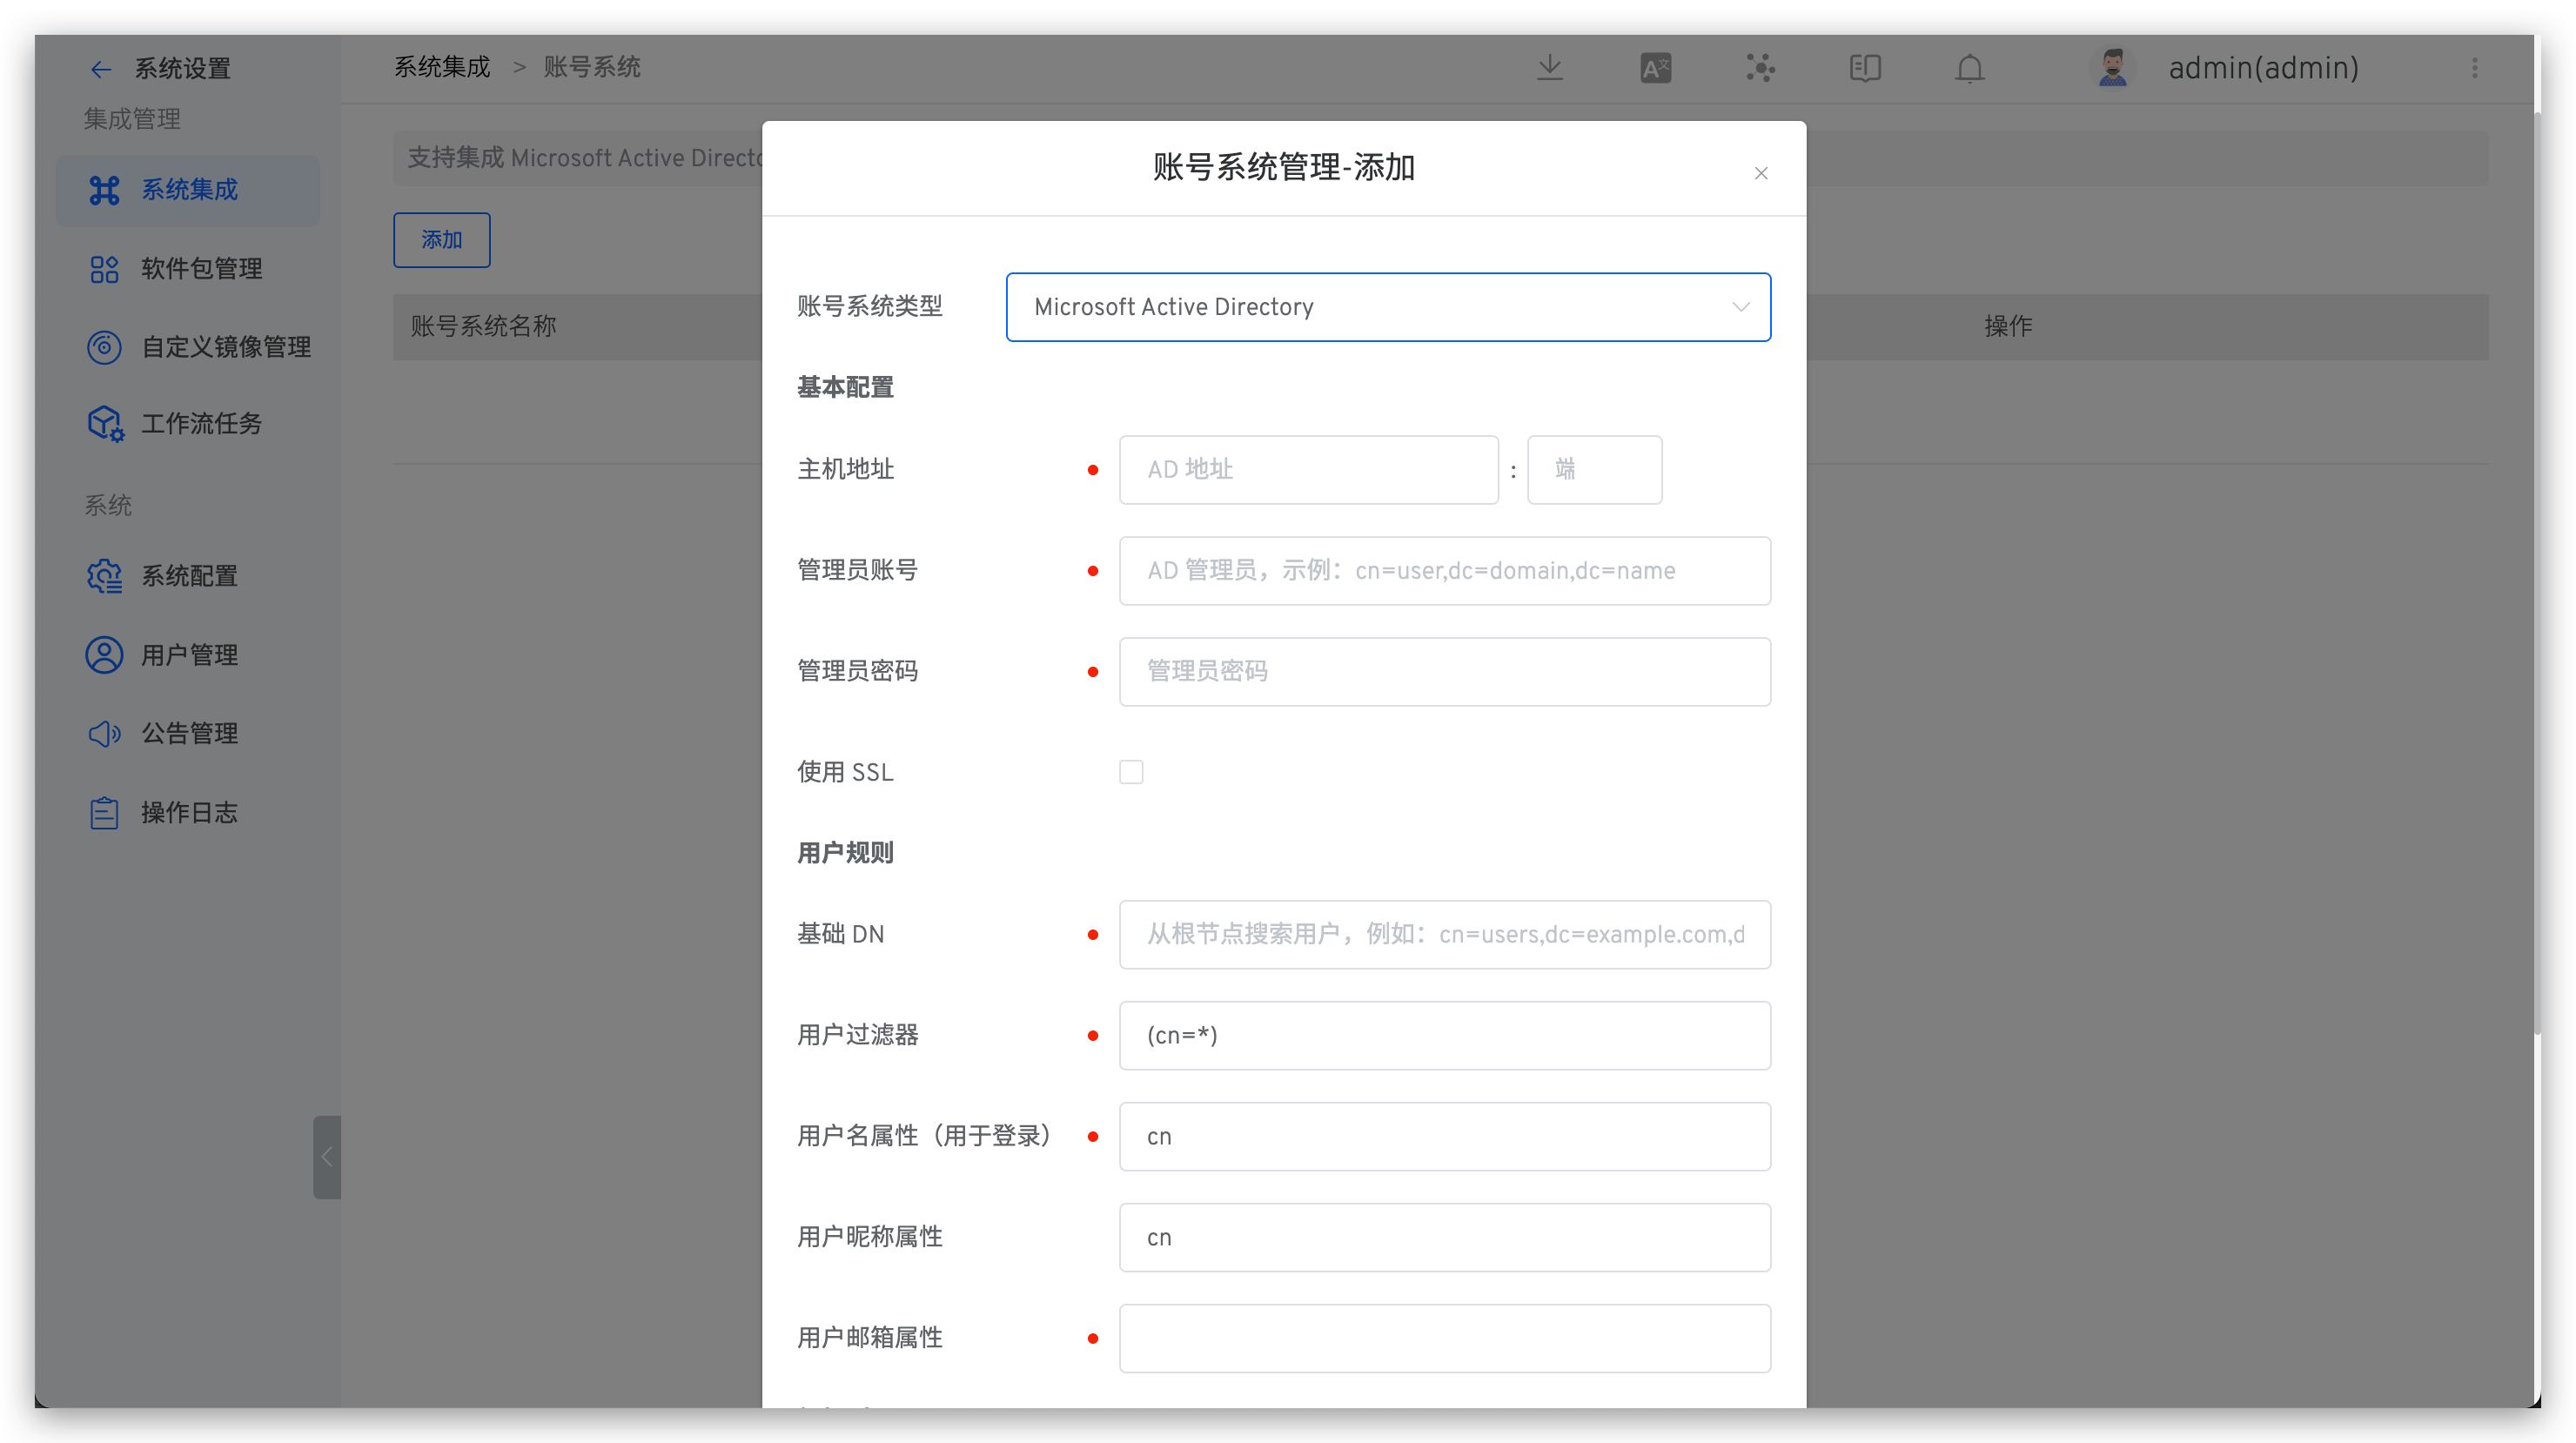 系统设置
集成管理
系统集成
软件包管理
自定义镜像管理
工作流任务
系统
系统配置
用户管理
公告管理
操作日志
系统集成 > 账号系统
A文
admin(admin)
支持集成 Microsoft Active Directo
添加
账号系统名称
操作
账号系统管理-添加
账号系统类型 Microsoft Active Directory
基本配置
主机地址 AD 地址 : 端
管理员账号 AD 管理员，示例：cn=user,dc=domain,dc=name
管理员密码 管理员密码
使用 SSL
用户规则
基础 DN 从根节点搜索用户，例如：cn=users,dc=example.com,d
用户过滤器 (cn=*)
用户名属性（用于登录） cn
用户昵称属性 cn
用户邮箱属性